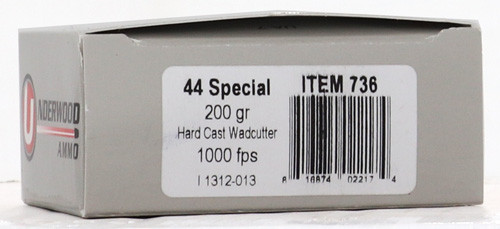 UNDERWOOD
AMMO
44 Special
ITEM 736
200 gr
Hard Cast Wadcutter
1000 fps
I 1312-013
8 16874 02217 4